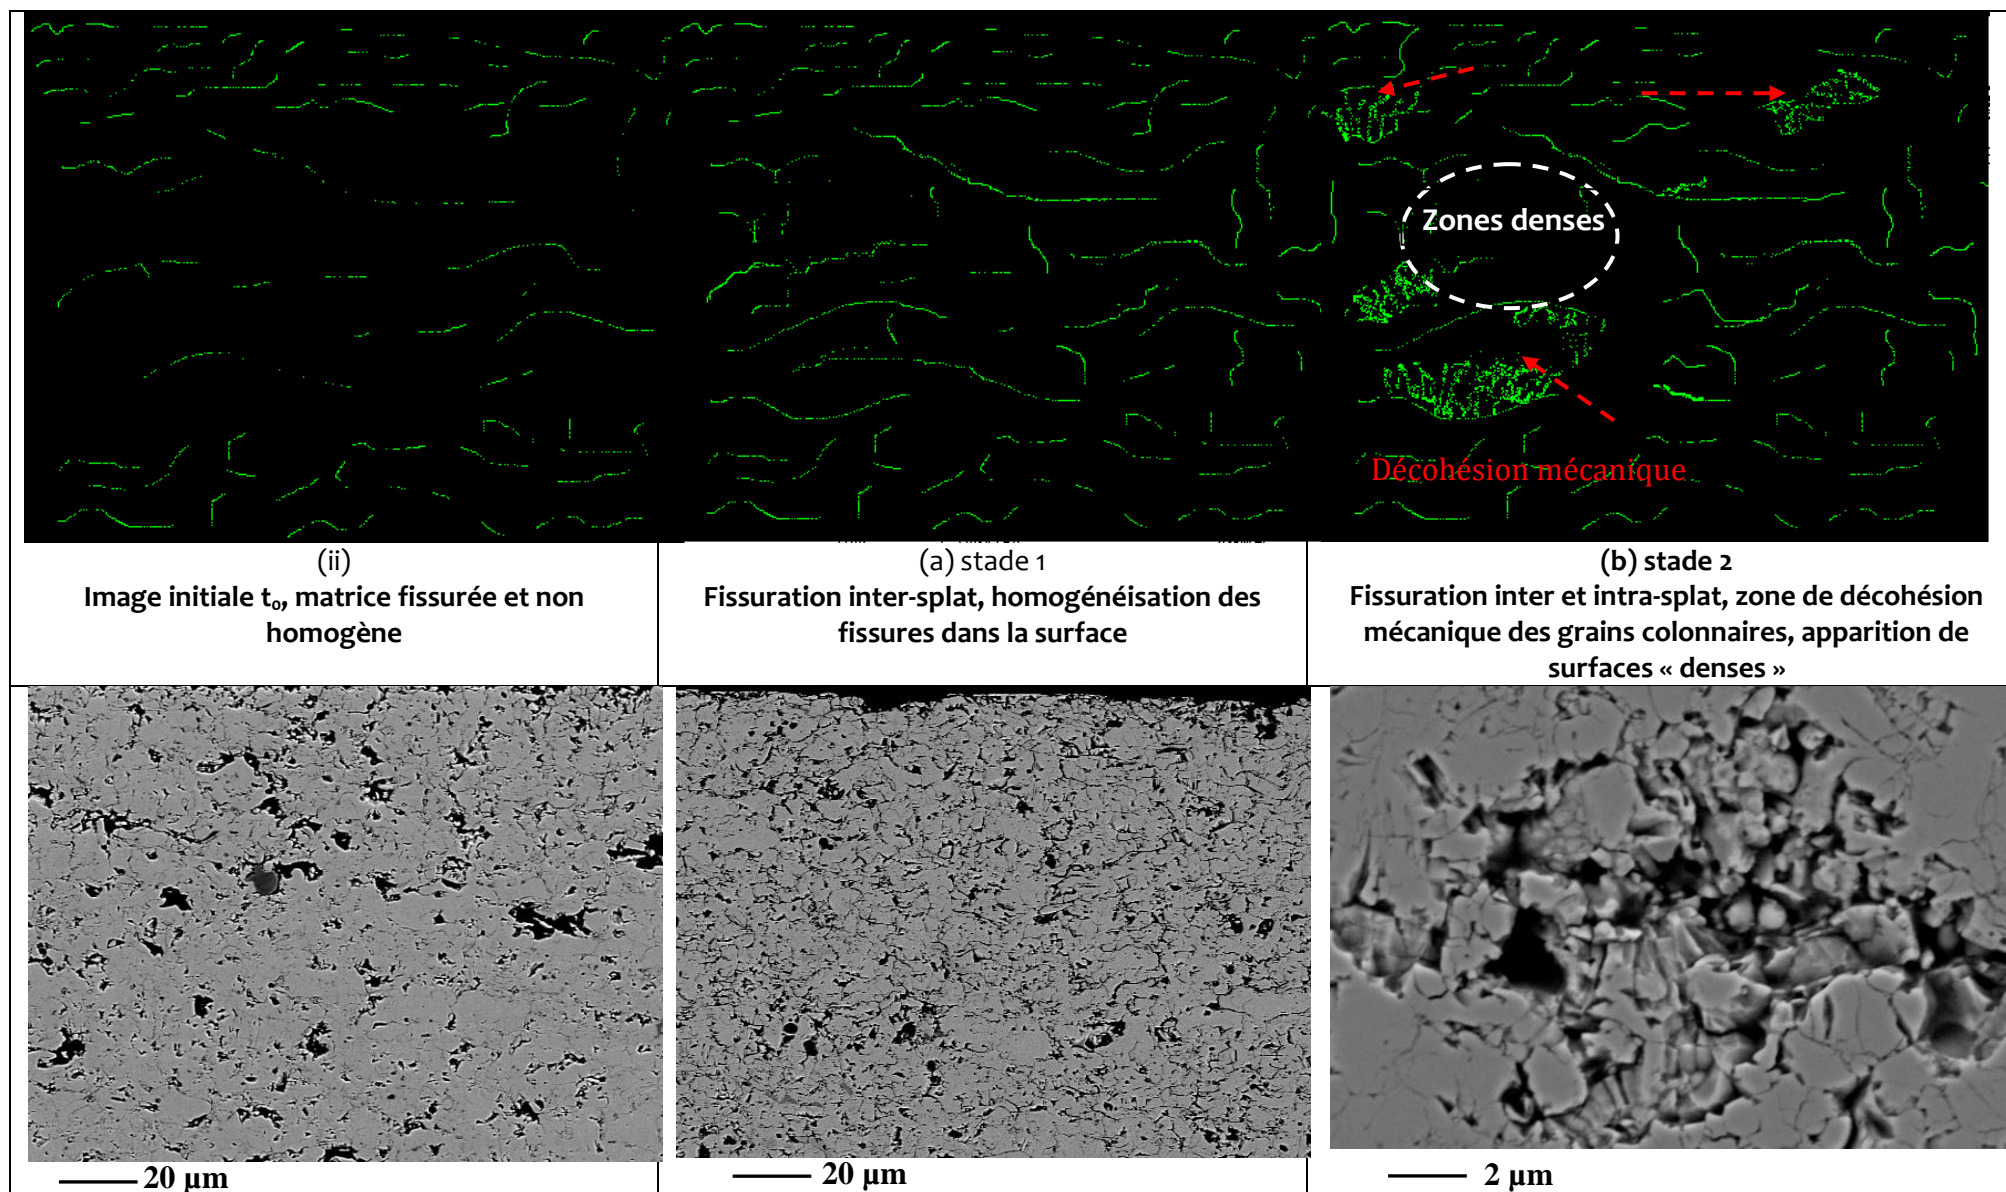 Zones denses
Décohésion mécanique
(ii)
Image initiale t₀, matrice fissurée et non
homogène
(a) stade 1
Fissuration inter-splat, homogénéisation des
fissures dans la surface
(b) stade 2
Fissuration inter et intra-splat, zone de décohésion
mécanique des grains colonnaires, apparition de
surfaces « denses »
20 µm
20 µm
2 µm